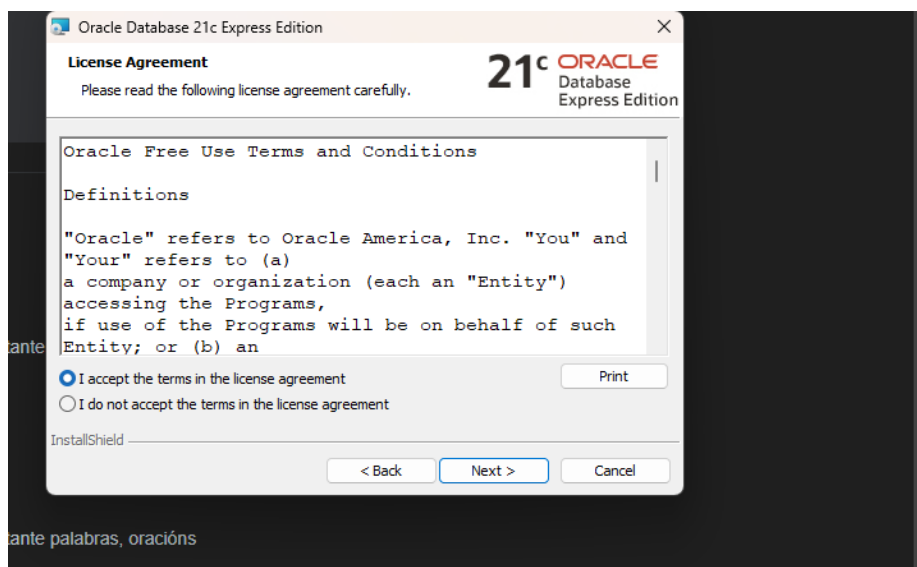 Oracle Database 21c Express Edition
License Agreement
Please read the following license agreement carefully.
21c ORACLE
Database
Express Edition
Oracle Free Use Terms and Conditions
Definitions
"Oracle" refers to Oracle America, Inc. "You" and
"Your" refers to (a)
a company or organization (each an "Entity")
accessing the Programs,
if use of the Programs will be on behalf of such
Entity; or (b) an
tante
I accept the terms in the license agreement
Print
I do not accept the terms in the license agreement
InstallShield
< Back
Next >
Cancel
tante palabras, oracións